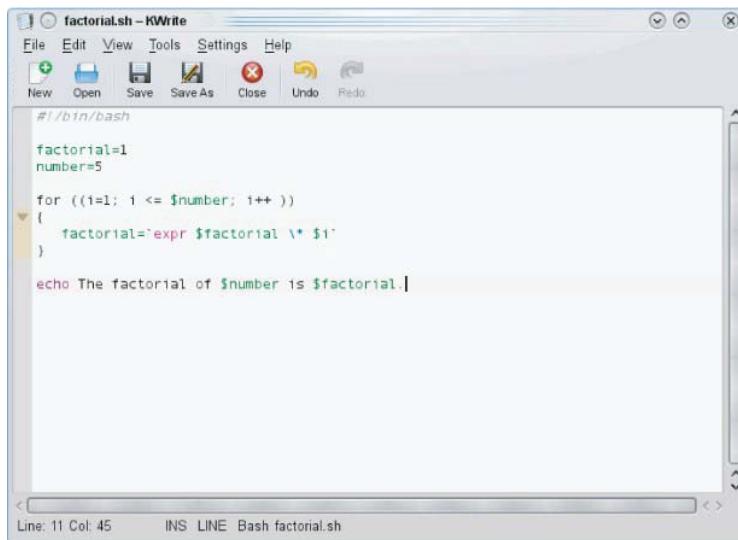 factorial.sh – KWrite
File Edit View Tools Settings Help
New Open Save Save As Close Undo Redo
#!/bin/bash
factorial=1
number=5
for ((i=1; i <= $number; i++ ))
{
factorial=`expr $factorial \* $i`
}
echo The factorial of $number is $factorial.
Line: 11 Col: 45 INS LINE Bash factorial.sh